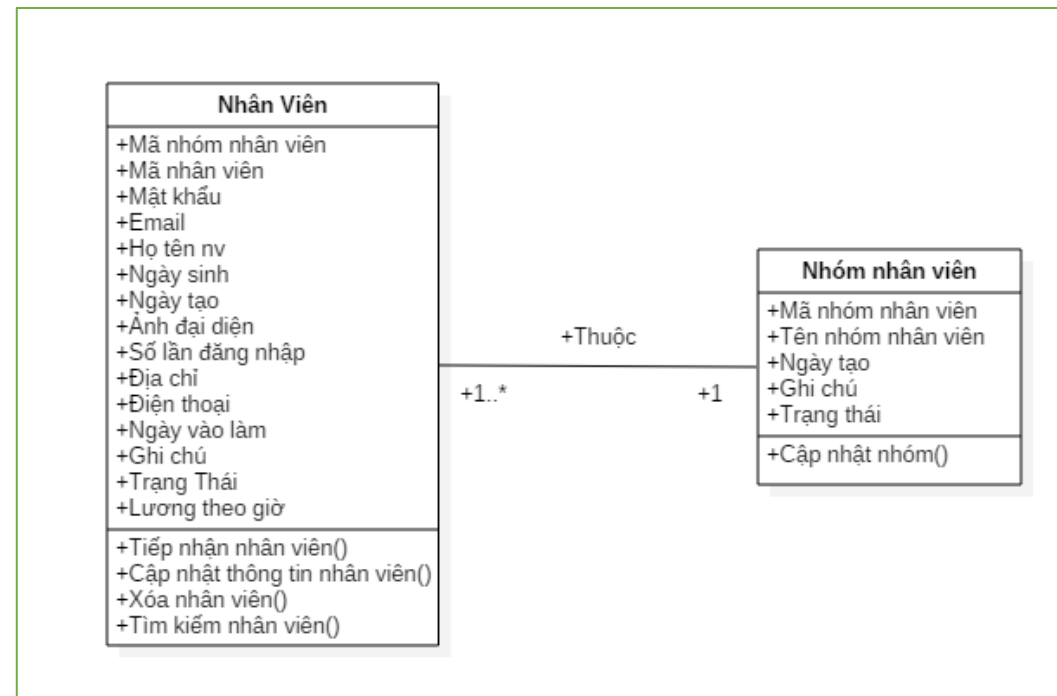 Nhân Viên
+Mã nhóm nhân viên
+Mã nhân viên
+Mật khẩu
+Email
+Họ tên nv
+Ngày sinh
+Ngày tạo
+Ảnh đại diện
+Số lần đăng nhập
+Địa chỉ
+Điện thoại
+Ngày vào làm
+Ghi chú
+Trạng Thái
+Lương theo giờ
+Tiếp nhận nhân viên()
+Cập nhật thông tin nhân viên()
+Xóa nhân viên()
+Tìm kiếm nhân viên()
+Thuộc
+1..*
+1
Nhóm nhân viên
+Mã nhóm nhân viên
+Tên nhóm nhân viên
+Ngày tạo
+Ghi chú
+Trạng thái
+Cập nhật nhóm()